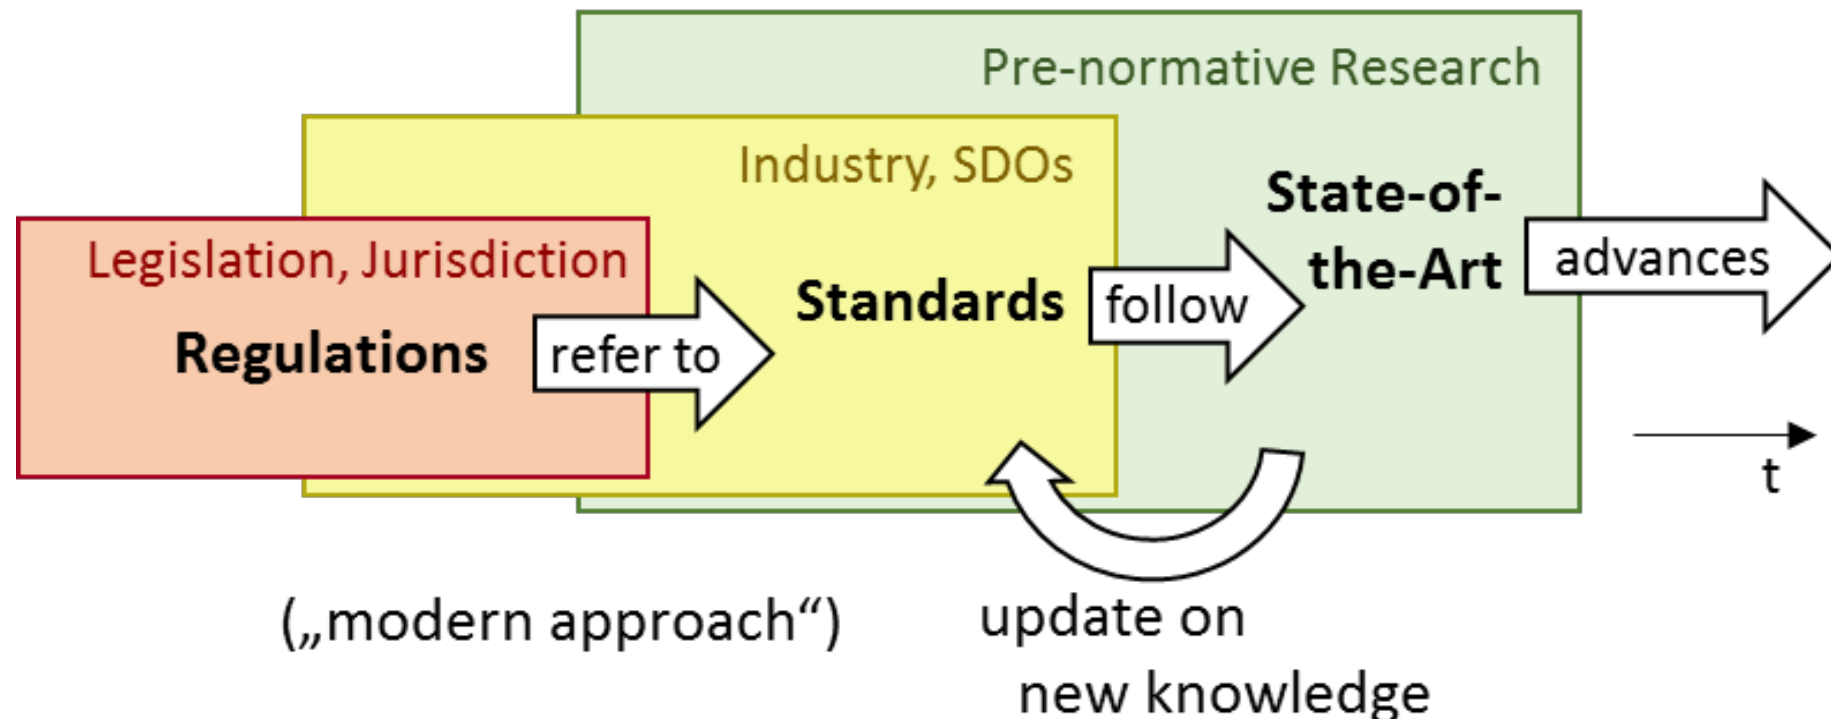 Pre-normative Research
Industry, SDOs
Legislation, Jurisdiction
Regulations
refer to
Standards
follow
State-of-
the-Art
advances
t
(„modern approach“)
update on
new knowledge